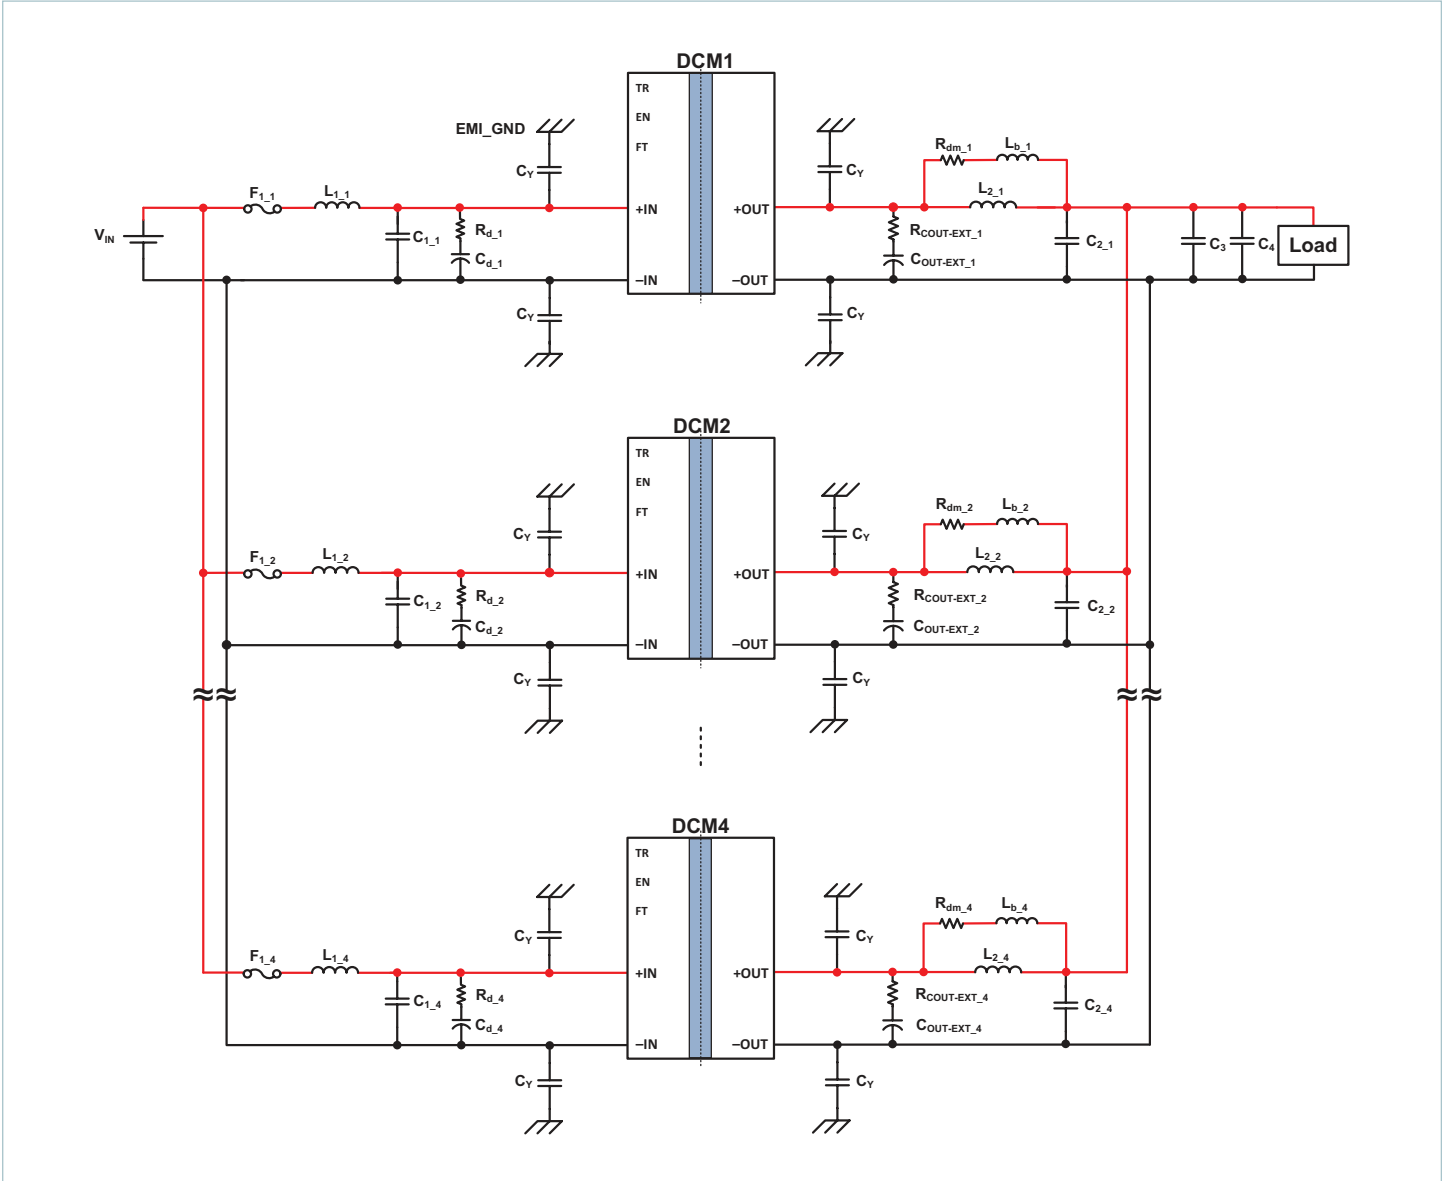 DCM1
TR
EN
FT
+IN
–IN
+OUT
–OUT
EMI_GND
CY
CY
CY
CY
VIN
F1_1
L1_1
C1_1
Rd_1
Cd_1
Rdm_1
Lb_1
L2_1
RCOUT-EXT_1
COUT-EXT_1
C2_1
C3
C4
Load
DCM2
TR
EN
FT
+IN
–IN
+OUT
–OUT
CY
CY
CY
CY
F1_2
L1_2
C1_2
Rd_2
Cd_2
Rdm_2
Lb_2
L2_2
RCOUT-EXT_2
COUT-EXT_2
C2_2
DCM4
TR
EN
FT
+IN
–IN
+OUT
–OUT
CY
CY
CY
CY
F1_4
L1_4
C1_4
Rd_4
Cd_4
Rdm_4
Lb_4
L2_4
RCOUT-EXT_4
COUT-EXT_4
C2_4